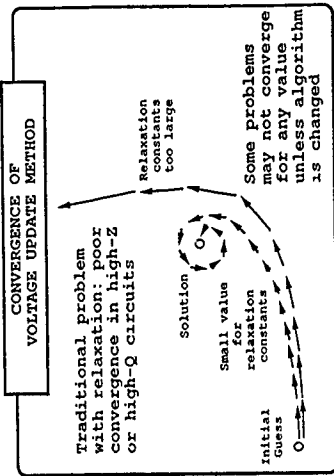 CONVERGENCE OF
VOLTAGE UPDATE METHOD
Traditional problem
with relaxation: poor
convergence in high-Z
or high-Q circuits
Relaxation
constants
too large
Solution
Small value
for
relaxation
constants
Initial
Guess
Some problems
may not converge
for any value
unless algorithm
is changed